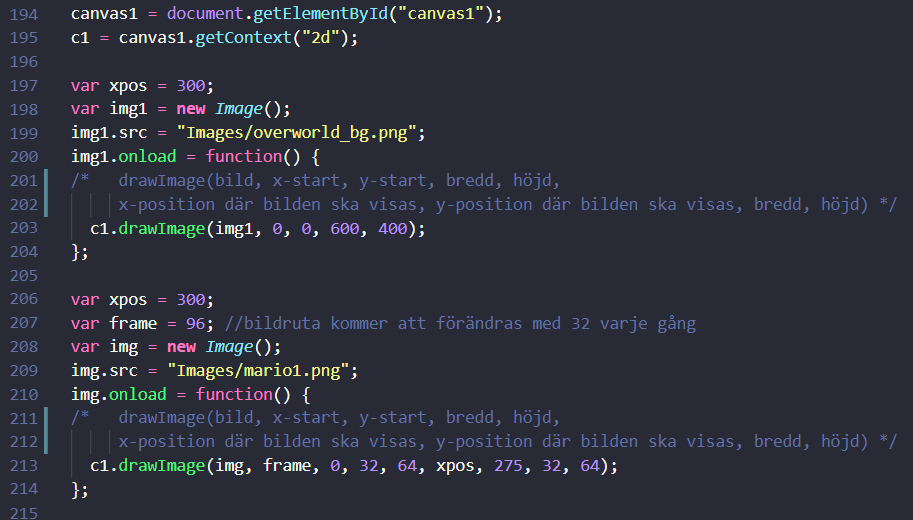 194 canvas1 = document.getElementById("canvas1");
195 c1 = canvas1.getContext("2d");
196
197 var xpos = 300;
198 var img1 = new Image();
199 img1.src = "Images/overworld_bg.png";
200 img1.onload = function() {
201 /*   drawImage(bild, x-start, y-start, bredd, höjd,
202      x-position där bilden ska visas, y-position där bilden ska visas, bredd, höjd) */
203   c1.drawImage(img1, 0, 0, 600, 400);
204 };
205
206 var xpos = 300;
207 var frame = 96; //bildruta kommer att förändras med 32 varje gång
208 var img = new Image();
209 img.src = "Images/mario1.png";
210 img.onload = function() {
211 /*   drawImage(bild, x-start, y-start, bredd, höjd,
212      x-position där bilden ska visas, y-position där bilden ska visas, bredd, höjd) */
213   c1.drawImage(img, frame, 0, 32, 64, xpos, 275, 32, 64);
214 };
215